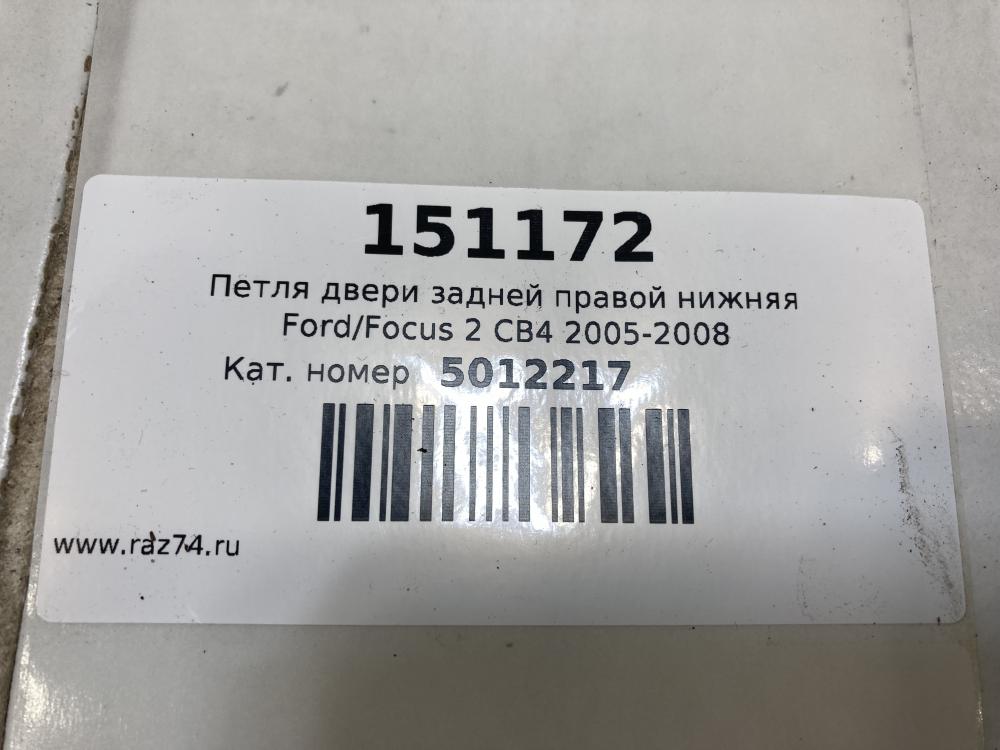 151172
Петля двери задней правой нижняя
Ford/Focus 2 CB4 2005-2008
Кат. номер 5012217
www.raz74.ru